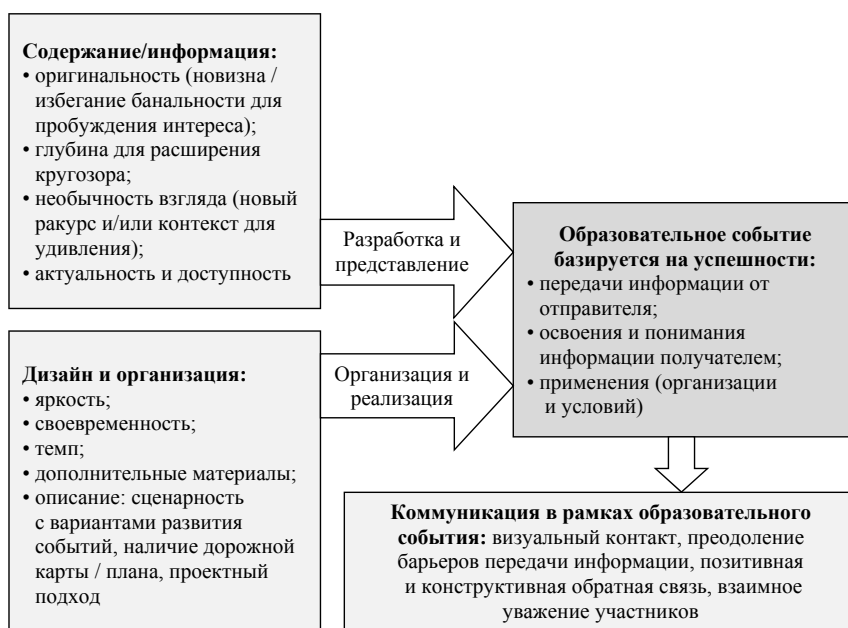 Содержание/информация:
• оригинальность (новизна /
избегание банальности для
пробуждения интереса);
• глубина для расширения
кругозора;
• необычность взгляда (новый
ракурс и/или контекст для
удивления);
• актуальность и доступность
Разработка и
представление
Дизайн и организация:
• яркость;
• своевременность;
• темп;
• дополнительные материалы;
• описание: сценарность
с вариантами развития
событий, наличие дорожной
карты / плана, проектный
подход
Организация и
реализация
Образовательное событие
базируется на успешности:
• передачи информации от
отправителя;
• освоения и понимания
информации получателем;
• применения (организации
и условий)
Коммуникация в рамках образовательного
события: визуальный контакт, преодоление
барьеров передачи информации, позитивная
и конструктивная обратная связь, взаимное
уважение участников